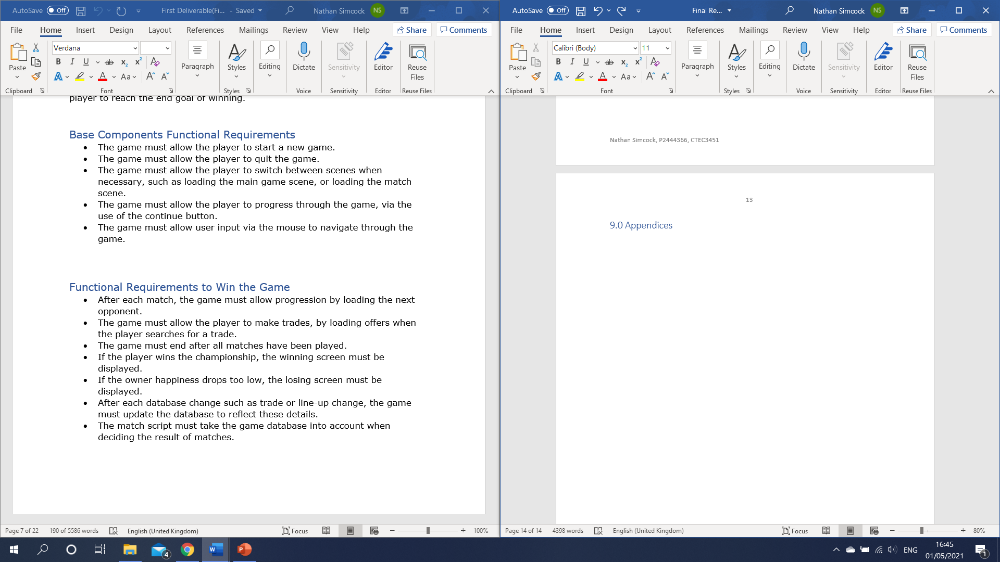 AutoSave Off First Deliverable(Fi... - Saved Nathan Simcock NS
File Home Insert Design Layout References Mailings Review View Help Share Comments
Verdana
Paste
B I U ab x₂ x²
A A Aa A A
Paragraph Styles Editing Dictate Sensitivity Editor Reuse Files
Clipboard Font Styles Voice Sensitivity Editor Reuse Files
player to reach the end goal of winning.
Base Components Functional Requirements
• The game must allow the player to start a new game.
• The game must allow the player to quit the game.
• The game must allow the player to switch between scenes when
necessary, such as loading the main game scene, or loading the match
scene.
• The game must allow the player to progress through the game, via the
use of the continue button.
• The game must allow user input via the mouse to navigate through the
game.
Functional Requirements to Win the Game
• After each match, the game must allow progression by loading the next
opponent.
• The game must allow the player to make trades, by loading offers when
the player searches for a trade.
• The game must end after all matches have been played.
• If the player wins the championship, the winning screen must be
displayed.
• If the owner happiness drops too low, the losing screen must be
displayed.
• After each database change such as trade or line-up change, the game
must update the database to reflect these details.
• The match script must take the game database into account when
deciding the result of matches.
Page 7 of 22 190 of 5586 words English (United Kingdom) Focus 100%
AutoSave Off Final Re... Nathan Simcock NS
File Home Insert Design Layout References Mailings Review View Help Share Comments
Calibri (Body) 11
Paste
B I U ab x₂ x²
A A Aa A A
Paragraph Styles Editing Dictate Sensitivity Editor Reuse Files
Clipboard Font Styles Voice Sensitivity Editor Reuse Files
Nathan Simcock, P2444366, CTEC3451
13
9.0 Appendices
Page 14 of 14 4398 words English (United Kingdom) Focus 80%
4 ENG 16:45 1
01/05/2021